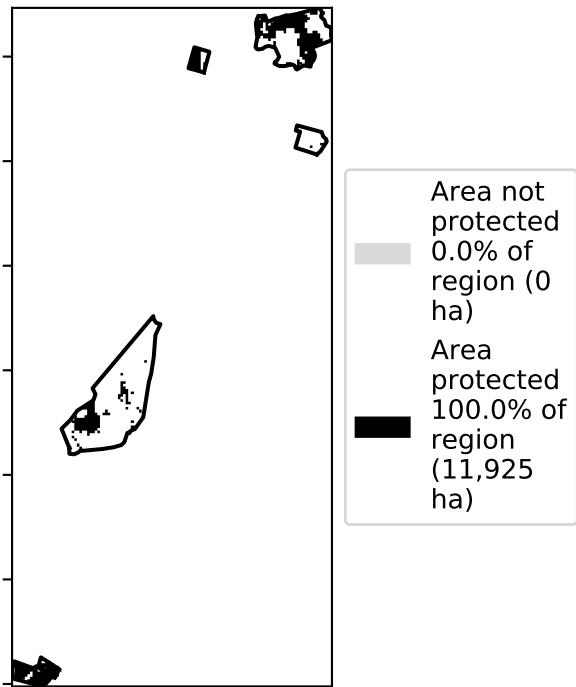 Area not
protected
0.0% of
region (0
ha)
Area
protected
100.0% of
region
(11,925
ha)